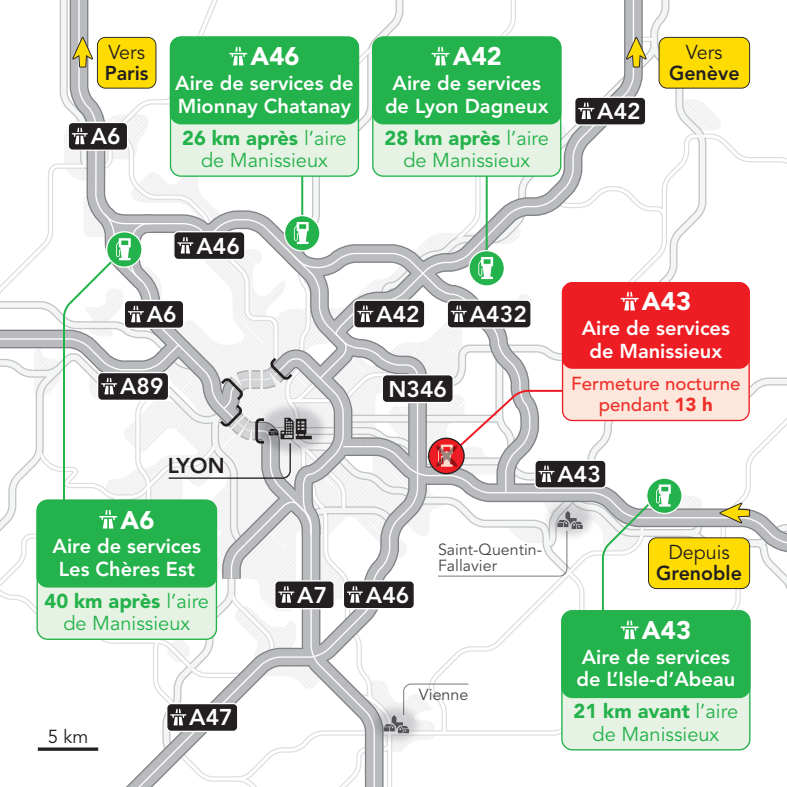 Vers
Paris
A46
Aire de services de
Mionnay Chatanay
26 km après l'aire
de Manissieux
A42
Aire de services
de Lyon Dagneux
28 km après l'aire
de Manissieux
Vers
Genève
A6
A42
A46
A6
A42
A432
A43
Aire de services
de Manissieux
Fermeture nocturne
pendant 13 h
A89
N346
LYON
A43
A6
Aire de services
Les Chères Est
40 km après l'aire
de Manissieux
Saint-Quentin-
Fallavier
Depuis
Grenoble
A7
A46
A43
Aire de services
de L'Isle-d'Abeau
21 km avant l'aire
de Manissieux
Vienne
A47
5 km